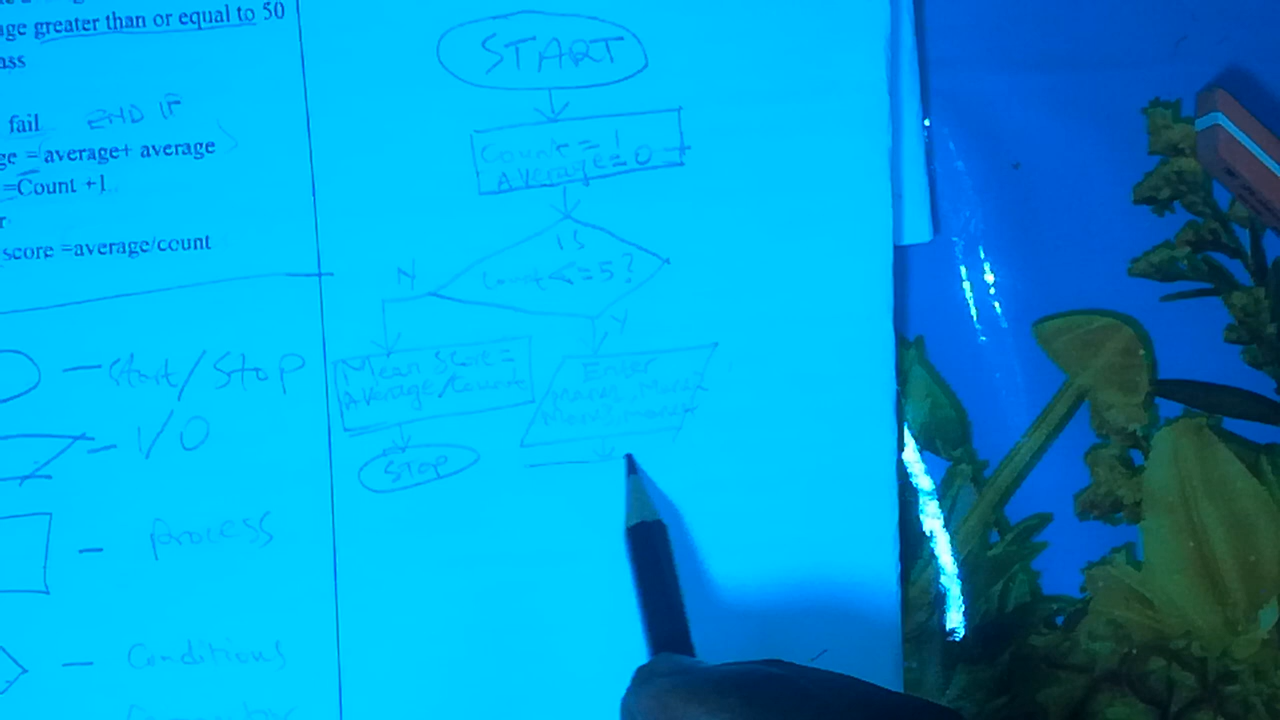 age greater than or equal to 50
ass
fail END IF
ge =average+ average
=Count +1
r
score =average/count
Start/Stop
I/O
Process
Conditions
START
Count = 1
Average = 0
IS
Count <= 5?
N
Y
Mean Score =
Average/Count
STOP
Enter